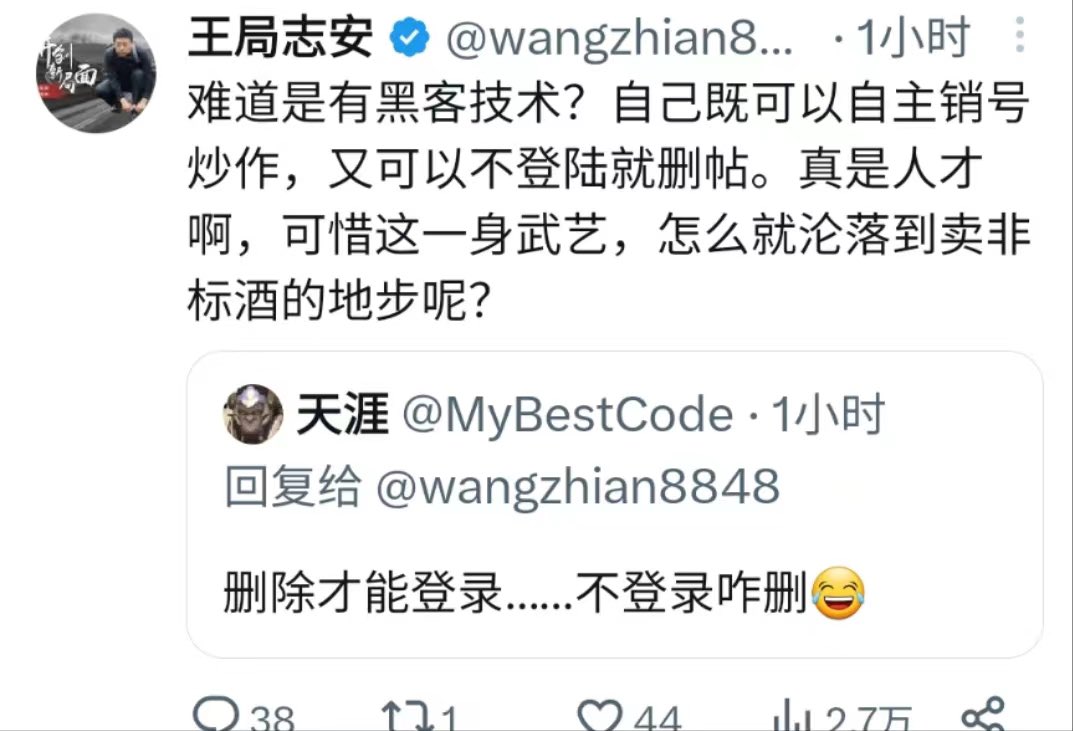 王局志安 @wangzhian8... · 1小时
难道是有黑客技术？自己既可以自主销号
炒作，又可以不登陆就删帖。真是人才
啊，可惜这一身武艺，怎么就沦落到卖非
标酒的地步呢？
天涯 @MyBestCode · 1小时
回复给 @wangzhian8848
删除才能登录......不登录咋删😂
38 1 44 2.7万